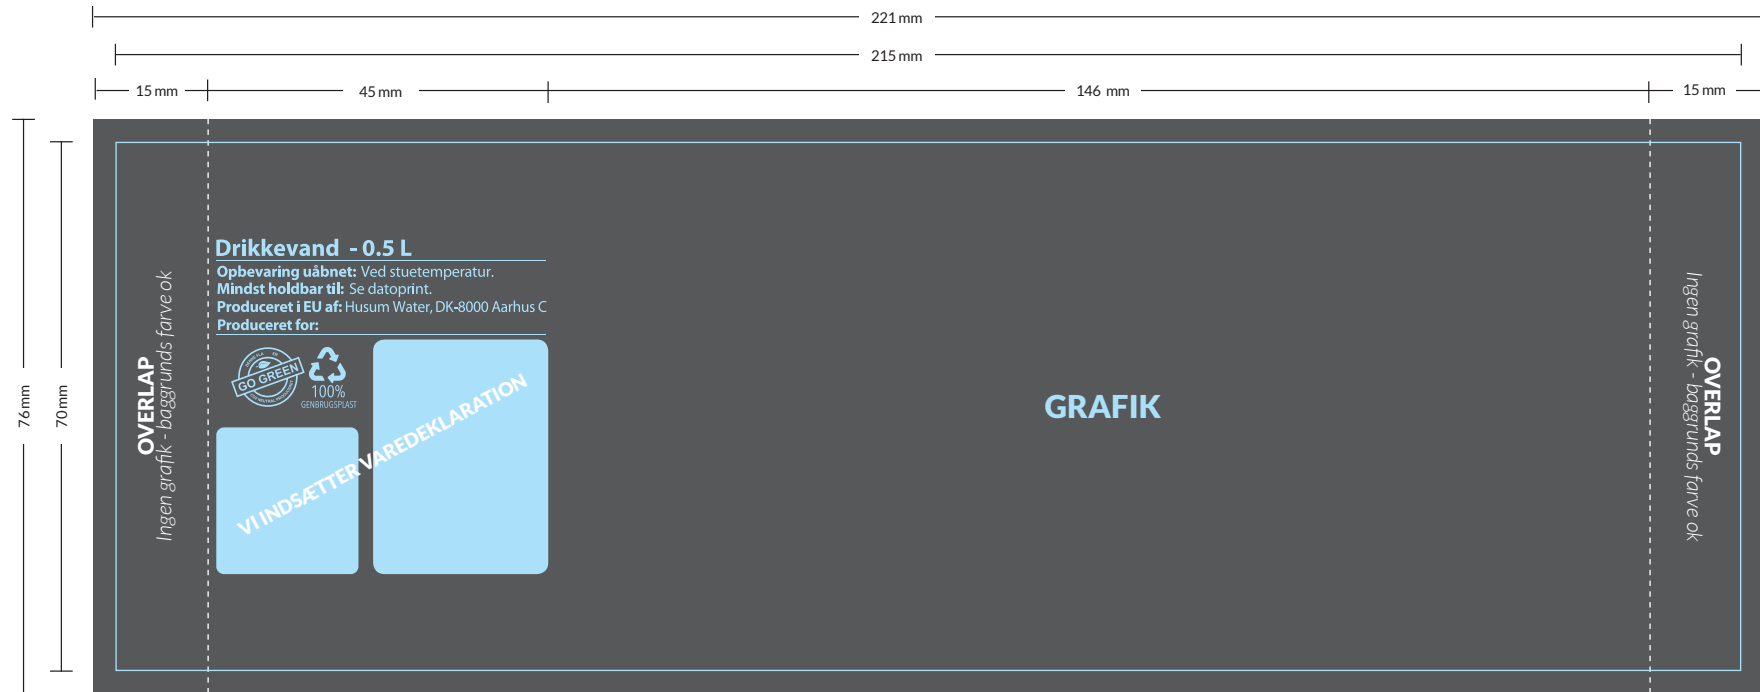 221 mm
215 mm
15 mm
45 mm
146 mm
15 mm
76 mm
70 mm
OVERLAP
Ingen grafik - baggrunds farve ok
Drikkevand - 0.5 L
Opbevaring uåbnet: Ved stuetemperatur.
Mindst holdbar til: Se datoprint.
Produceret i EU af: Husum Water, DK-8000 Aarhus C
Produceret for:
GO GREEN
100%
GENBRUGSPLAST
VI INDSÆTTER VAREDEKLARATION
GRAFIK
OVERLAP
Ingen grafik - baggrunds farve ok